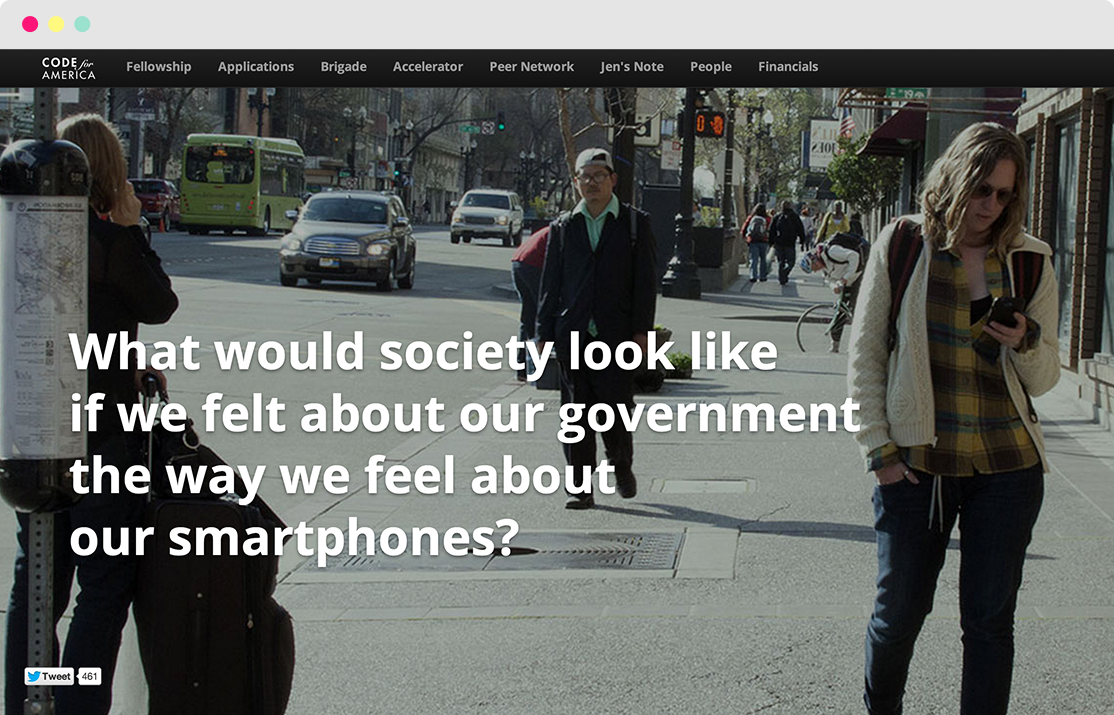 CODE for
AMERICA
Fellowship Applications Brigade Accelerator Peer Network Jen's Note People Financials
19
What would society look like
if we felt about our government
the way we feel about
our smartphones?
Tweet 461